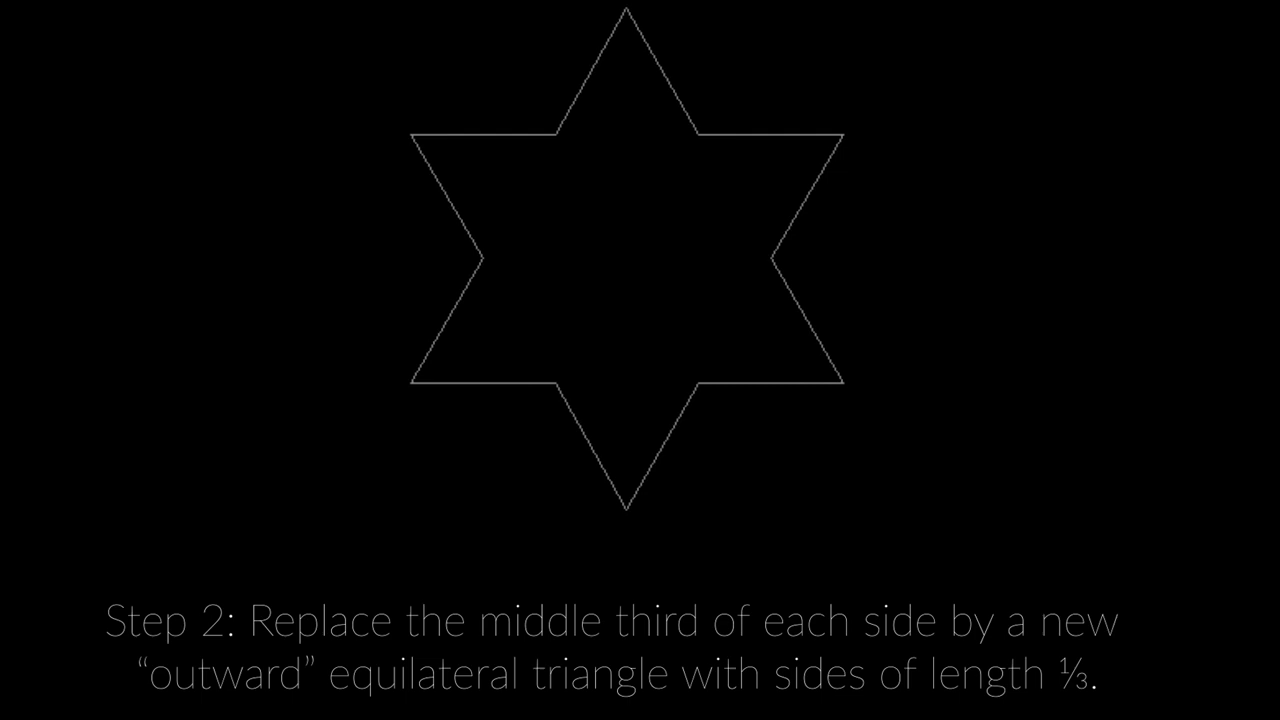 Step 2: Replace the middle third of each side by a new
“outward” equilateral triangle with sides of length ⅓.